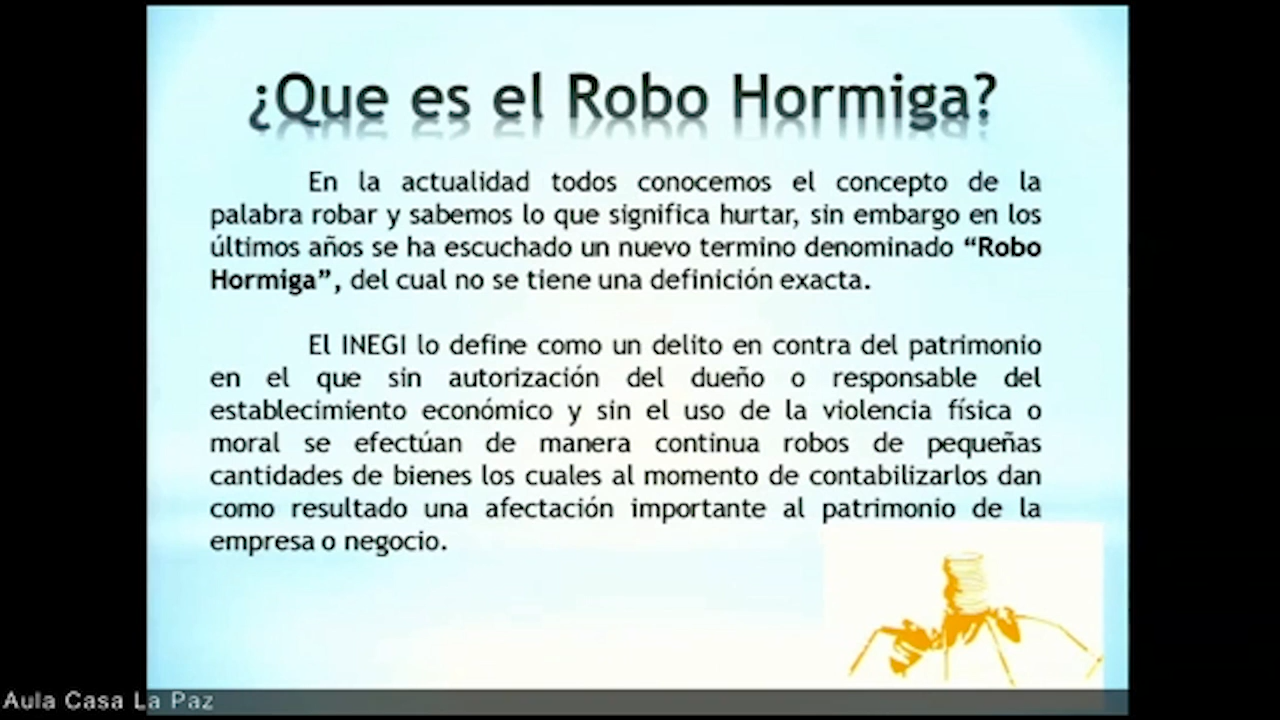 ¿Que es el Robo Hormiga?
En la actualidad todos conocemos el concepto de la
palabra robar y sabemos lo que significa hurtar, sin embargo en los
últimos años se ha escuchado un nuevo termino denominado “Robo
Hormiga”, del cual no se tiene una definición exacta.
El INEGI lo define como un delito en contra del patrimonio
en el que sin autorización del dueño o responsable del
establecimiento económico y sin el uso de la violencia física o
moral se efectúan de manera continua robos de pequeñas
cantidades de bienes los cuales al momento de contabilizarlos dan
como resultado una afectación importante al patrimonio de la
empresa o negocio.
Aula Casa La Paz